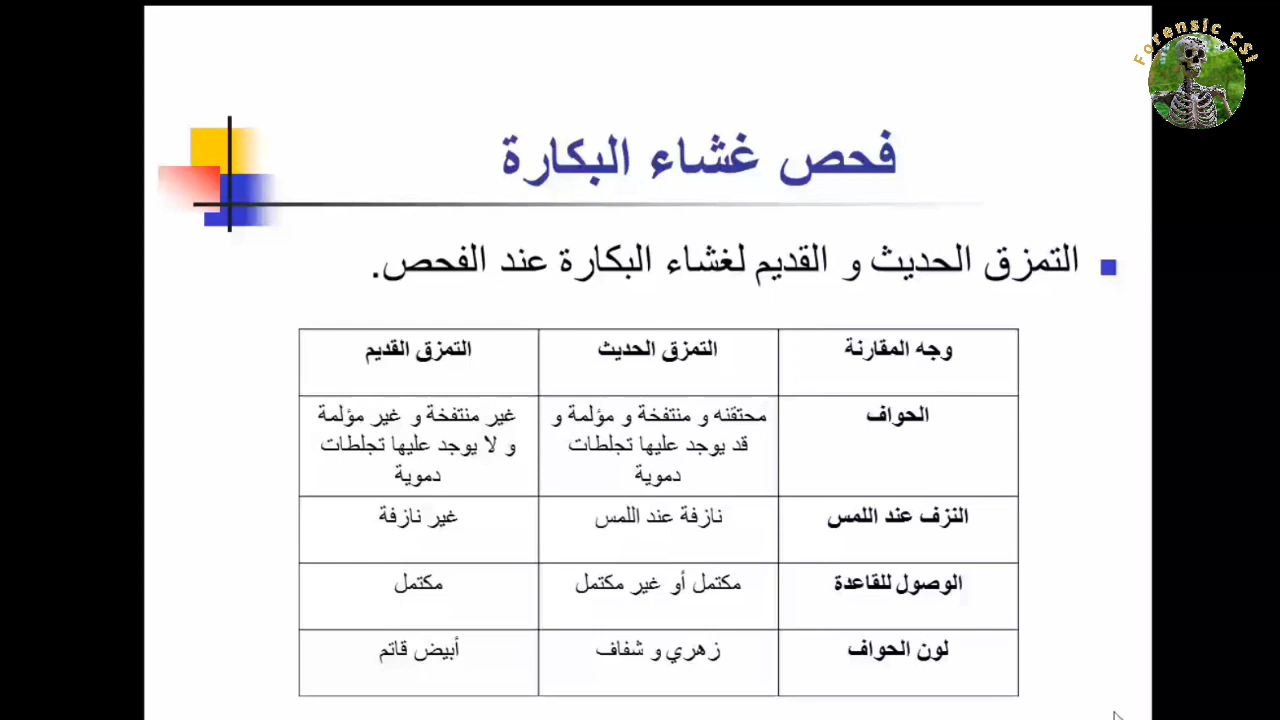 Forensic CSI
فحص غشاء البكارة
التمزق الحديث و القديم لغشاء البكارة عند الفحص.
وجه المقارنة
التمزق الحديث
التمزق القديم
الحواف
محتقنه و منتفخة و مؤلمة و
قد يوجد عليها تجلطات
دموية
غير منتفخة و غير مؤلمة
و لا يوجد عليها تجلطات
دموية
النزف عند اللمس
نازفة عند اللمس
غير نازفة
الوصول للقاعدة
مكتمل أو غير مكتمل
مكتمل
لون الحواف
زهري و شفاف
أبيض قاتم